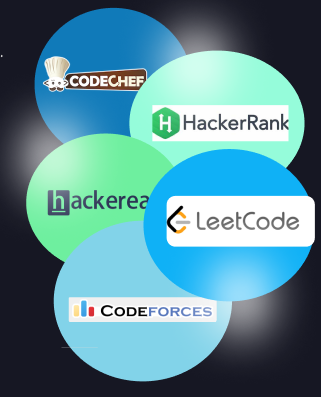 CODECHEF
HackerRank
hackerea
LeetCode
CODEFORCES